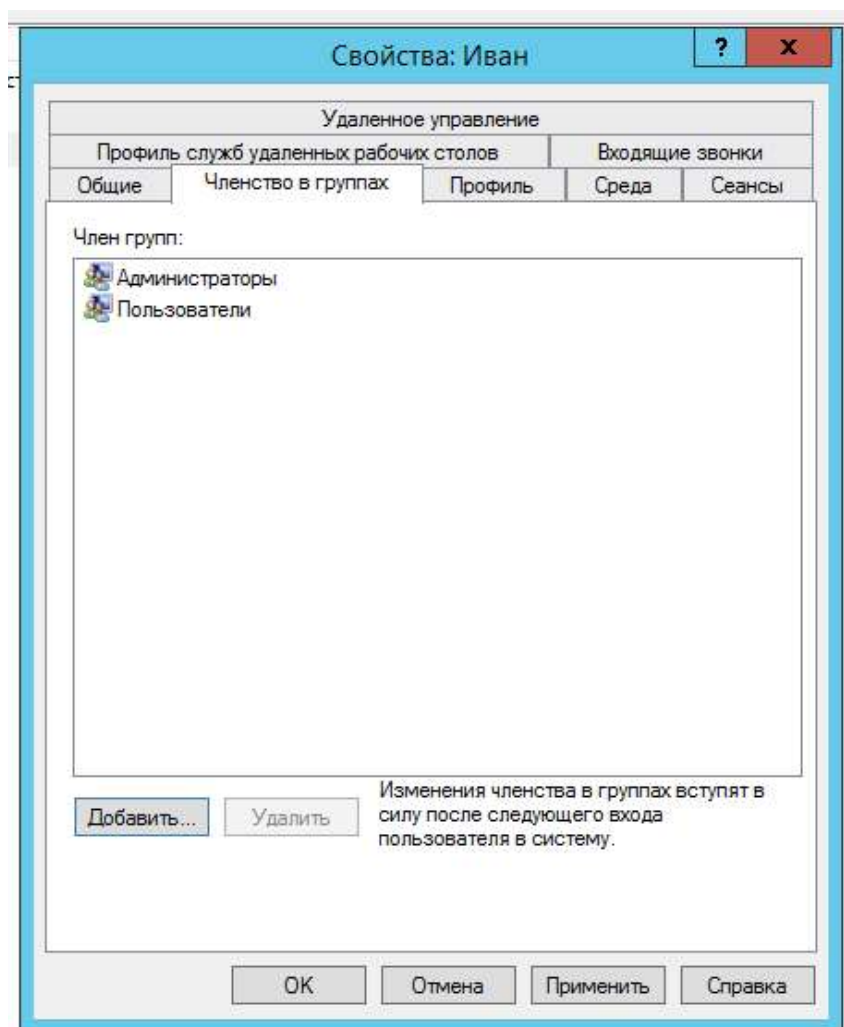 Свойства: Иван
?
x
Удаленное управление
Профиль служб удаленных рабочих столов
Входящие звонки
Общие
Членство в группах
Профиль
Среда
Сеансы
Член групп:
Администраторы
Пользователи
Добавить...
Удалить
Изменения членства в группах вступят в
силу после следующего входа
пользователя в систему.
OK
Отмена
Применить
Справка